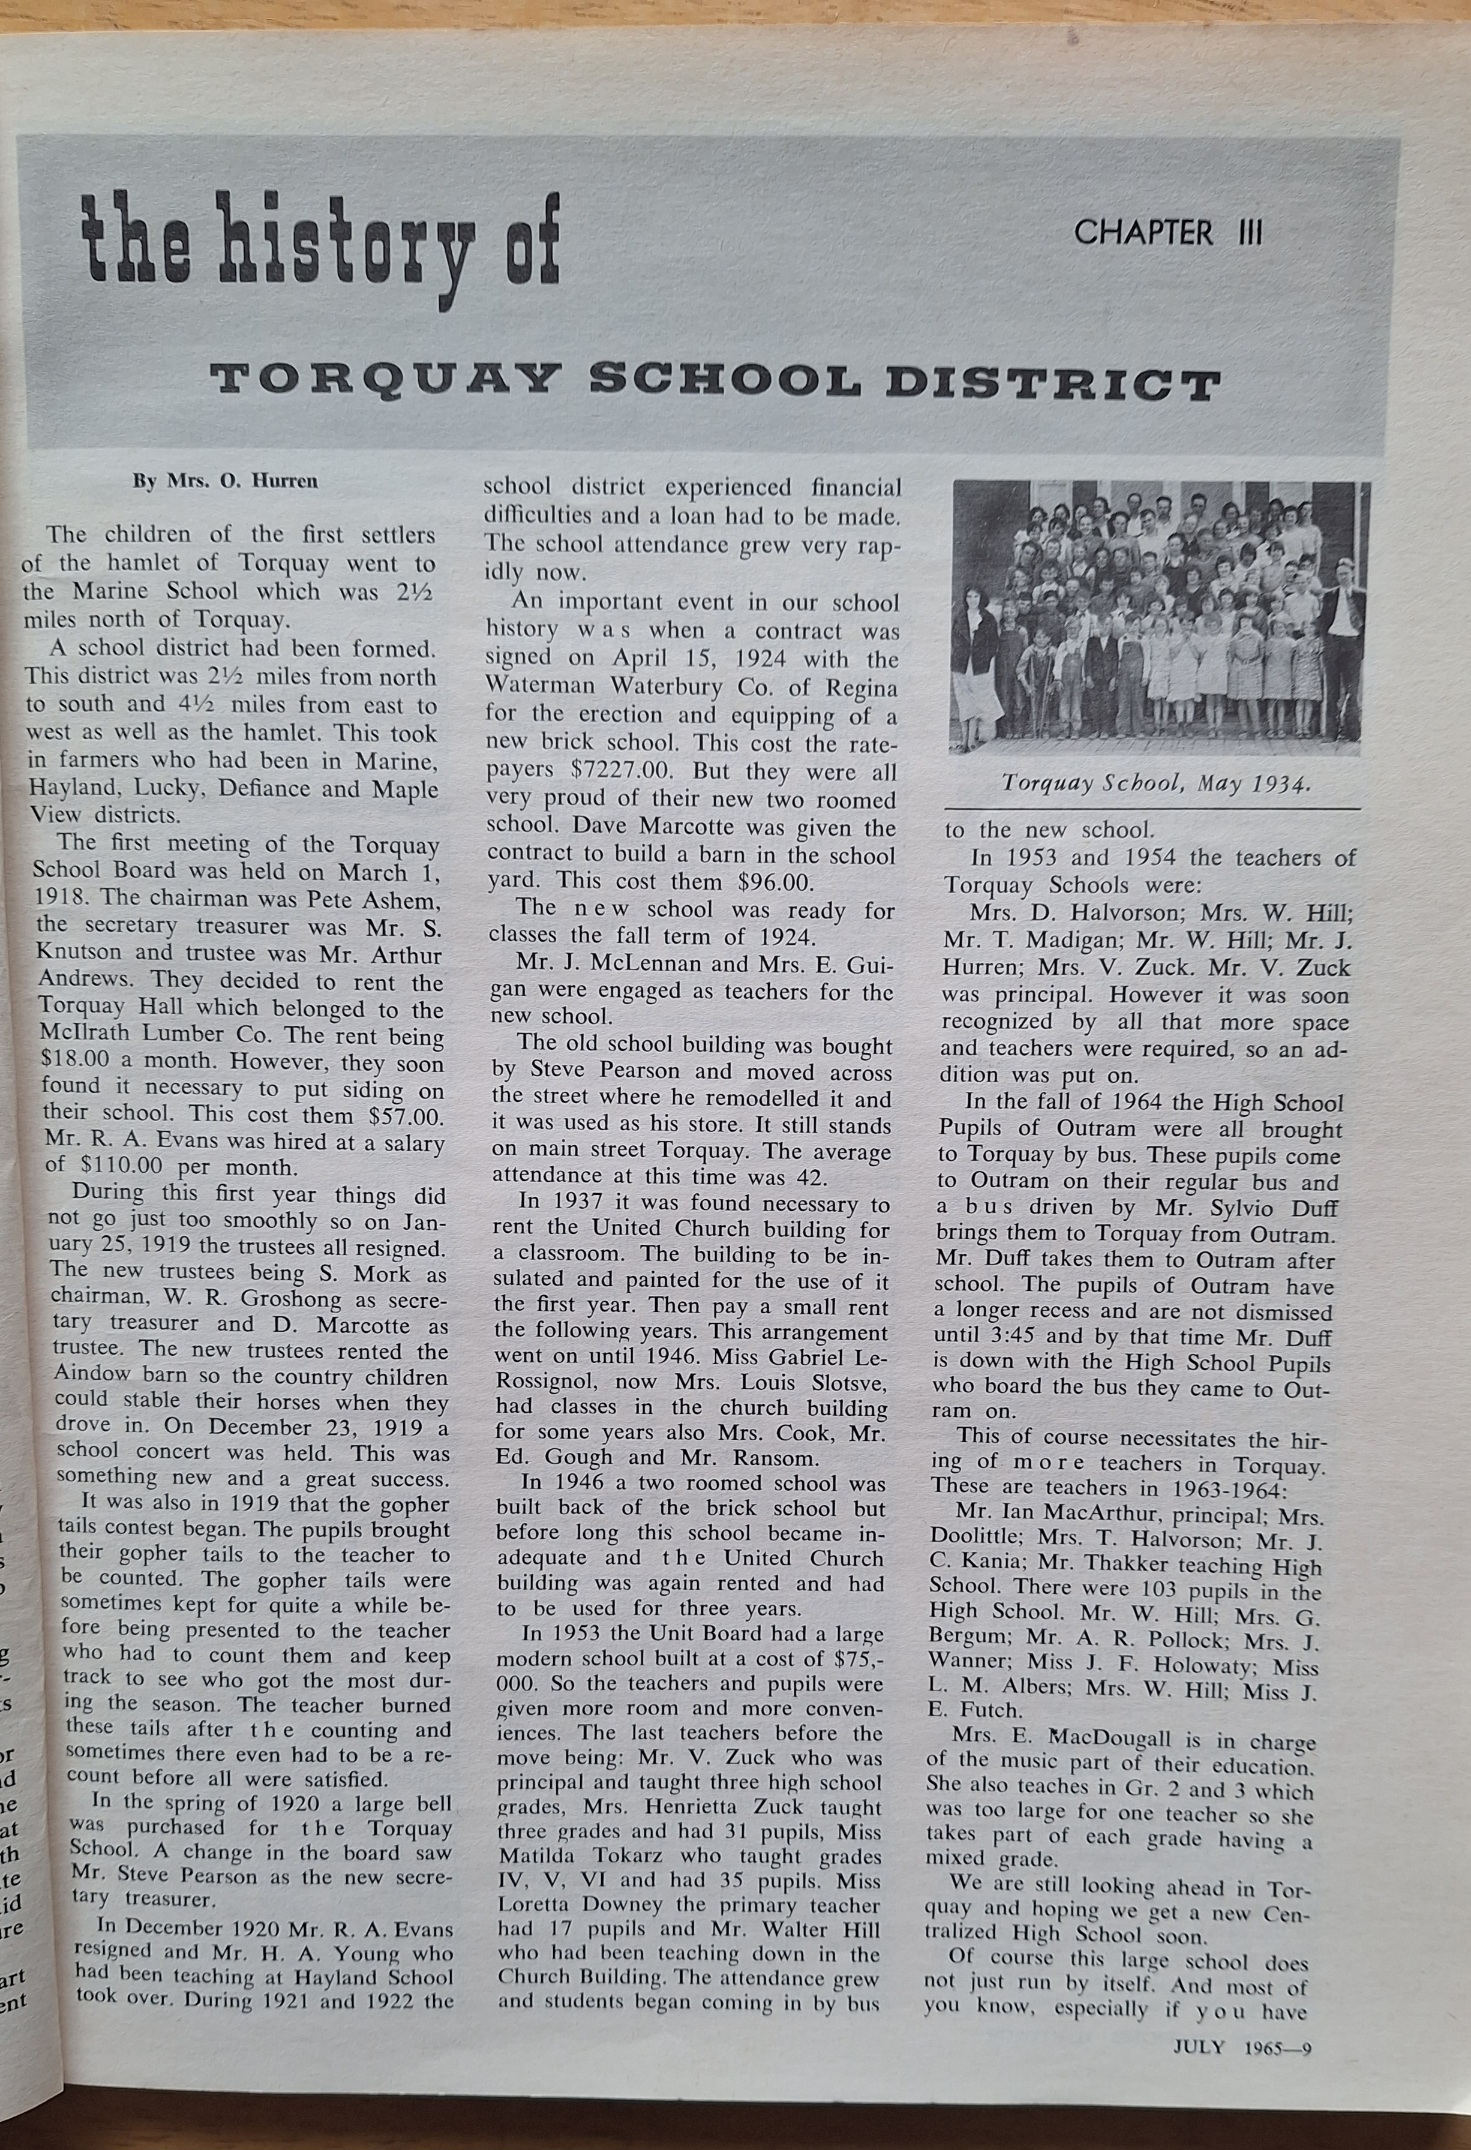 the history of
CHAPTER III
TORQUAY SCHOOL DISTRICT
By Mrs. O. Hurren
The children of the first settlers
of the hamlet of Torquay went to
the Marine School which was 2½
miles north of Torquay.
A school district had been formed.
This district was 2½ miles from north
to south and 4½ miles from east to
west as well as the hamlet. This took
in farmers who had been in Marine,
Hayland, Lucky, Defiance and Maple
View districts.
The first meeting of the Torquay
School Board was held on March 1,
1918. The chairman was Pete Ashem,
the secretary treasurer was Mr. S.
Knutson and trustee was Mr. Arthur
Andrews. They decided to rent the
Torquay Hall which belonged to the
McIlrath Lumber Co. The rent being
$18.00 a month. However, they soon
found it necessary to put siding on
their school. This cost them $57.00.
Mr. R. A. Evans was hired at a salary
of $110.00 per month.
During this first year things did
not go just too smoothly so on Jan-
uary 25, 1919 the trustees all resigned.
The new trustees being S. Mork as
chairman, W. R. Groshong as secre-
tary treasurer and D. Marcotte as
trustee. The new trustees rented the
Aindow barn so the country children
could stable their horses when they
drove in. On December 23, 1919 a
school concert was held. This was
something new and a great success.
It was also in 1919 that the gopher
tails contest began. The pupils brought
their gopher tails to the teacher to
be counted. The gopher tails were
sometimes kept for quite a while be-
fore being presented to the teacher
who had to count them and keep
track to see who got the most dur-
ing the season. The teacher burned
these tails after the counting and
sometimes there even had to be a re-
count before all were satisfied.
In the spring of 1920 a large bell
was purchased for the Torquay
School. A change in the board saw
Mr. Steve Pearson as the new secre-
tary treasurer.
In December 1920 Mr. R. A. Evans
resigned and Mr. H. A. Young who
had been teaching at Hayland School
took over. During 1921 and 1922 the
school district experienced financial
difficulties and a loan had to be made.
The school attendance grew very rap-
idly now.
An important event in our school
history was when a contract was
signed on April 15, 1924 with the
Waterman Waterbury Co. of Regina
for the erection and equipping of a
new brick school. This cost the rate-
payers $7227.00. But they were all
very proud of their new two roomed
school. Dave Marcotte was given the
contract to build a barn in the school
yard. This cost them $96.00.
The new school was ready for
classes the fall term of 1924.
Mr. J. McLennan and Mrs. E. Gui-
gan were engaged as teachers for the
new school.
The old school building was bought
by Steve Pearson and moved across
the street where he remodelled it and
it was used as his store. It still stands
on main street Torquay. The average
attendance at this time was 42.
In 1937 it was found necessary to
rent the United Church building for
a classroom. The building to be in-
sulated and painted for the use of it
the first year. Then pay a small rent
the following years. This arrangement
went on until 1946. Miss Gabriel Le-
Rossignol, now Mrs. Louis Slotsve,
had classes in the church building
for some years also Mrs. Cook, Mr.
Ed. Gough and Mr. Ransom.
In 1946 a two roomed school was
built back of the brick school but
before long this school became in-
adequate and the United Church
building was again rented and had
to be used for three years.
In 1953 the Unit Board had a large
modern school built at a cost of $75,-
000. So the teachers and pupils were
given more room and more conven-
iences. The last teachers before the
move being: Mr. V. Zuck who was
principal and taught three high school
grades, Mrs. Henrietta Zuck taught
three grades and had 31 pupils, Miss
Matilda Tokarz who taught grades
IV, V, VI and had 35 pupils. Miss
Loretta Downey the primary teacher
had 17 pupils and Mr. Walter Hill
who had been teaching down in the
Church Building. The attendance grew
and students began coming in by bus
Torquay School, May 1934.
to the new school.
In 1953 and 1954 the teachers of
Torquay Schools were:
Mrs. D. Halvorson; Mrs. W. Hill;
Mr. T. Madigan; Mr. W. Hill; Mr. J.
Hurren; Mrs. V. Zuck. Mr. V. Zuck
was principal. However it was soon
recognized by all that more space
and teachers were required, so an ad-
dition was put on.
In the fall of 1964 the High School
Pupils of Outram were all brought
to Torquay by bus. These pupils come
to Outram on their regular bus and
a bus driven by Mr. Sylvio Duff
brings them to Torquay from Outram.
Mr. Duff takes them to Outram after
school. The pupils of Outram have
a longer recess and are not dismissed
until 3:45 and by that time Mr. Duff
is down with the High School Pupils
who board the bus they came to Out-
ram on.
This of course necessitates the hir-
ing of more teachers in Torquay.
These are teachers in 1963-1964:
Mr. Ian MacArthur, principal; Mrs.
Doolittle; Mrs. T. Halvorson; Mr. J.
C. Kania; Mr. Thakker teaching High
School. There were 103 pupils in the
High School. Mr. W. Hill; Mrs. G.
Bergum; Mr. A. R. Pollock; Mrs. J.
Wanner; Miss J. F. Holowaty; Miss
L. M. Albers; Mrs. W. Hill; Miss J.
E. Futch.
Mrs. E. MacDougall is in charge
of the music part of their education.
She also teaches in Gr. 2 and 3 which
was too large for one teacher so she
takes part of each grade having a
mixed grade.
We are still looking ahead in Tor-
quay and hoping we get a new Cen-
tralized High School soon.
Of course this large school does
not just run by itself. And most of
you know, especially if you have
JULY 1965—9